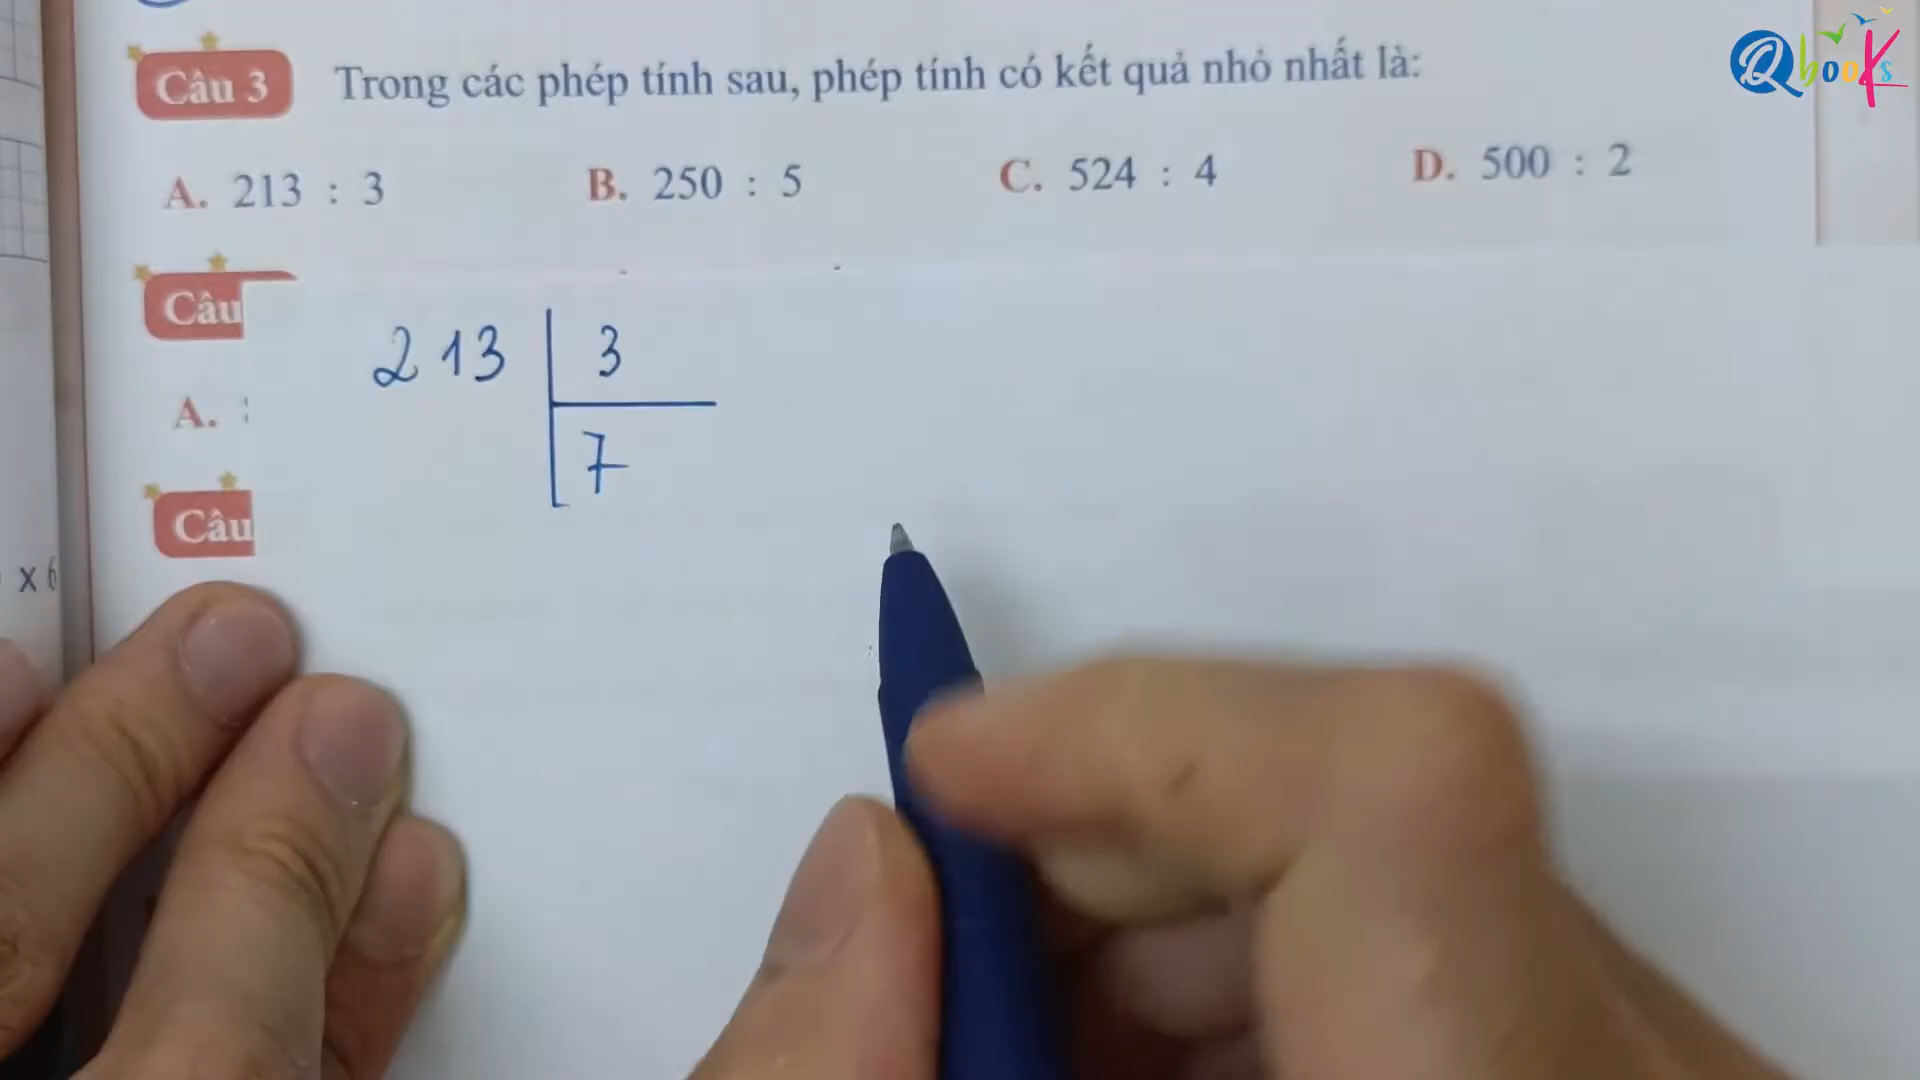 Qbooks
Câu 3 Trong các phép tính sau, phép tính có kết quả nhỏ nhất là:
A. 213 : 3 B. 250 : 5 C. 524 : 4 D. 500 : 2
Câu
213 3
A. :
7
Câu
x 6